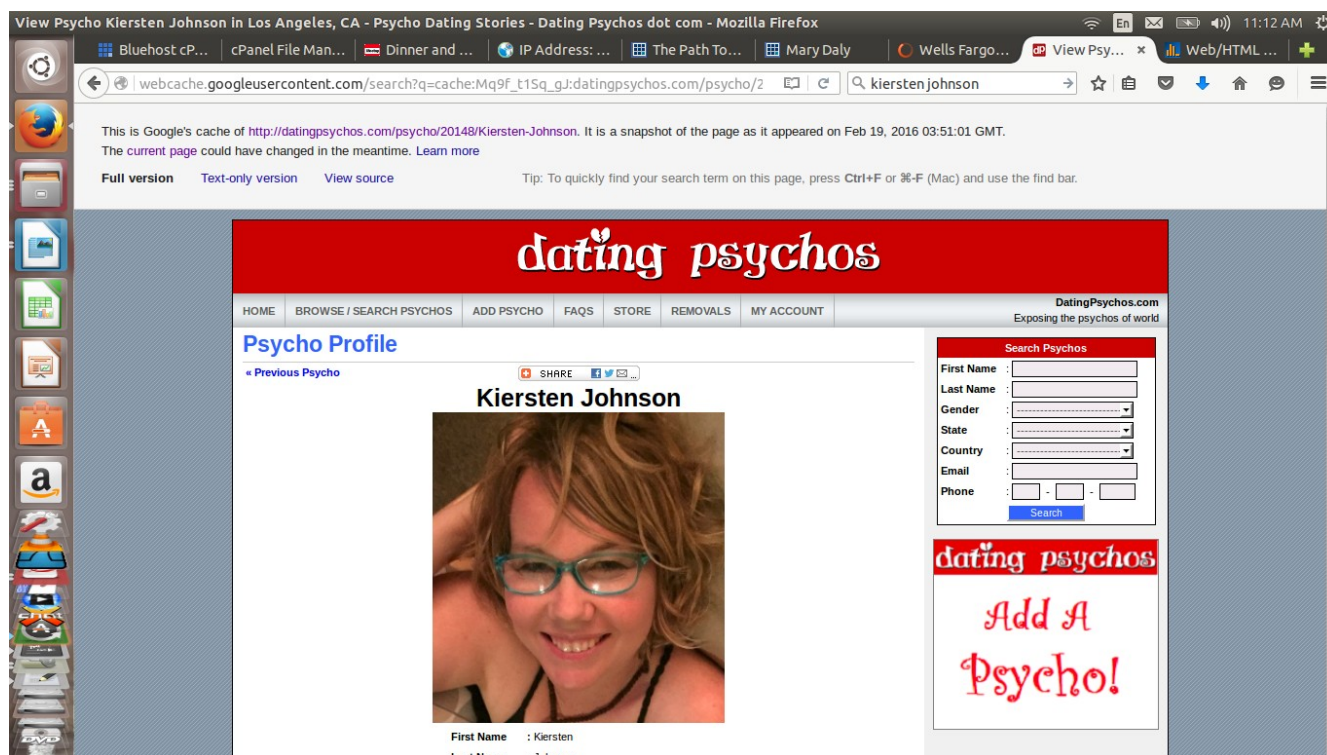 View Psycho Kiersten Johnson in Los Angeles, CA - Psycho Dating Stories - Dating Psychos dot com - Mozilla Firefox
En
11:12 AM
Bluehost cP...
cPanel File Man...
Dinner and ...
IP Address: ...
The Path To...
Mary Daly
Wells Fargo...
View Psy...
Web/HTML ...
webcache.googleusercontent.com/search?q=cache:Mq9f_t1Sq_gJ:datingpsychos.com/psycho/2
kiersten johnson
This is Google's cache of http://datingpsychos.com/psycho/20148/Kiersten-Johnson. It is a snapshot of the page as it appeared on Feb 19, 2016 03:51:01 GMT.
The current page could have changed in the meantime. Learn more
Full version Text-only version View source
Tip: To quickly find your search term on this page, press Ctrl+F or ⌘-F (Mac) and use the find bar.
dating psychos
HOME BROWSE / SEARCH PSYCHOS ADD PSYCHO FAQS STORE REMOVALS MY ACCOUNT
DatingPsychos.com
Exposing the psychos of world
Psycho Profile
« Previous Psycho
SHARE
Kiersten Johnson
First Name : Kiersten
Search Psychos
First Name :
Last Name :
Gender :
State :
Country :
Email :
Phone : - -
Search
dating psychos
Add A
Psycho!